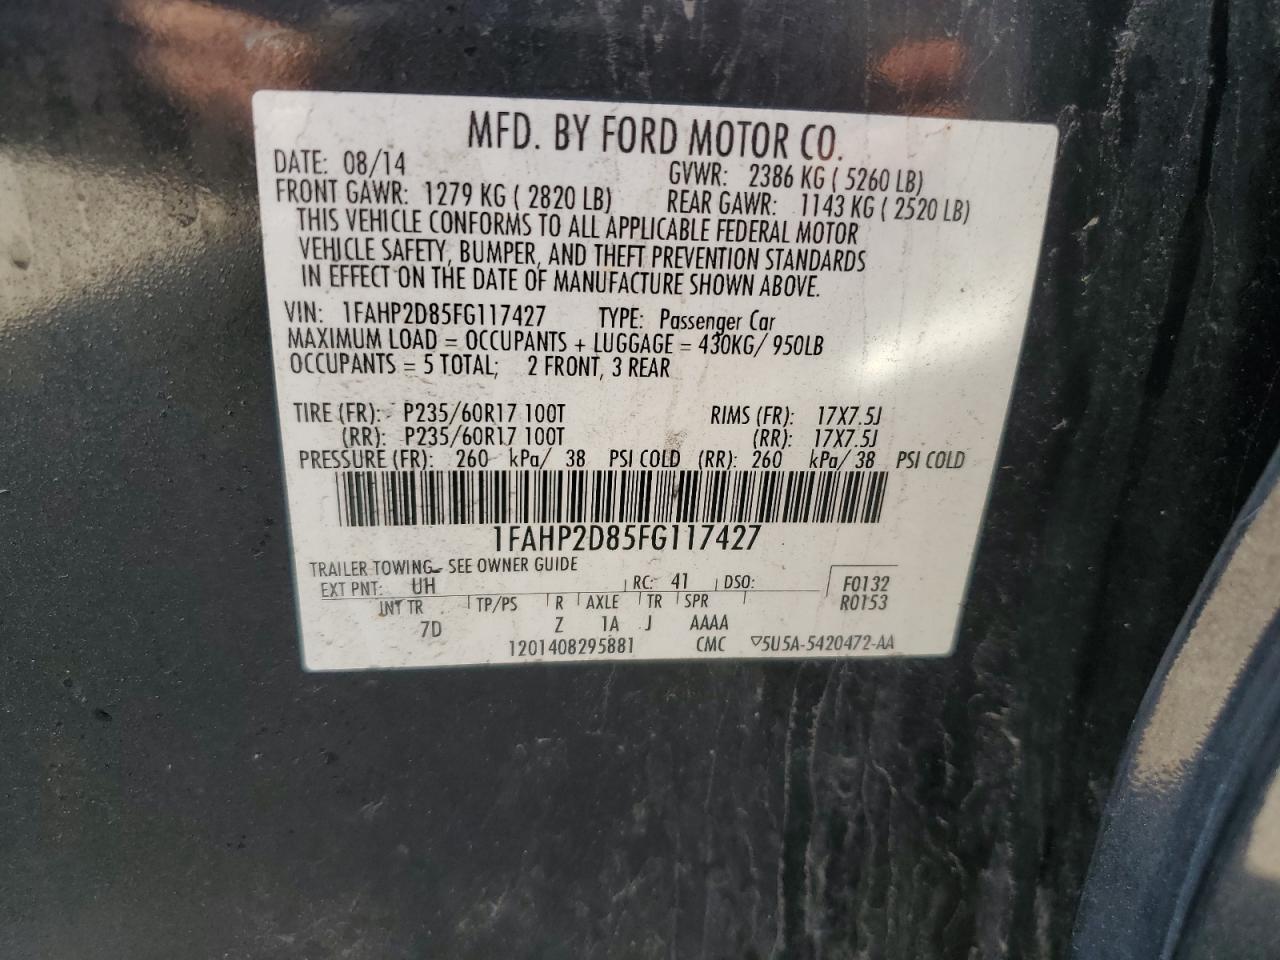 MFD. BY FORD MOTOR CO.
DATE: 08/14 GVWR: 2386 KG ( 5260 LB)
FRONT GAWR: 1279 KG ( 2820 LB) REAR GAWR: 1143 KG ( 2520 LB)
THIS VEHICLE CONFORMS TO ALL APPLICABLE FEDERAL MOTOR
VEHICLE SAFETY, BUMPER, AND THEFT PREVENTION STANDARDS
IN EFFECT ON THE DATE OF MANUFACTURE SHOWN ABOVE.
VIN: 1FAHP2D85FG117427 TYPE: Passenger Car
MAXIMUM LOAD = OCCUPANTS + LUGGAGE = 430KG/ 950LB
OCCUPANTS = 5 TOTAL; 2 FRONT, 3 REAR
TIRE (FR): P235/60R17 100T RIMS (FR): 17X7.5J
(RR): P235/60R17 100T (RR): 17X7.5J
PRESSURE (FR): 260 kPa/ 38 PSI COLD (RR): 260 kPa/ 38 PSI COLD
1FAHP2D85FG117427
TRAILER TOWING- SEE OWNER GUIDE
EXT PNT: UH RC: 41 DSO: F0132
INT TR TP/PS R AXLE TR SPR R0153
7D Z 1A J AAAA
1201408295881 CMC ▽5U5A-5420472-AA